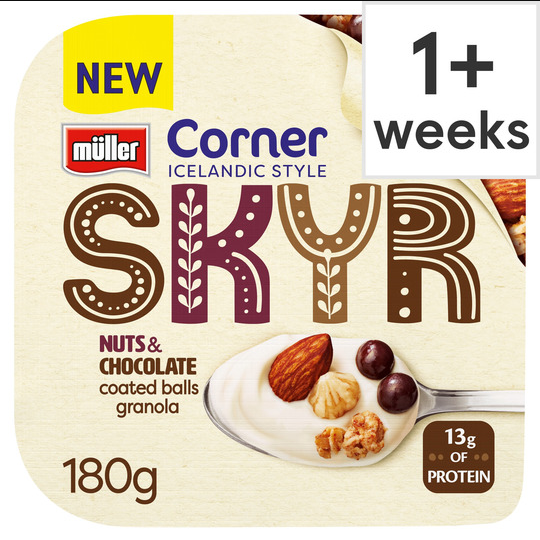 NEW
1+
weeks
müller
Corner
ICELANDIC STYLE
SKYR
NUTS &
CHOCOLATE
coated balls
granola
180g
13g
OF
PROTEIN